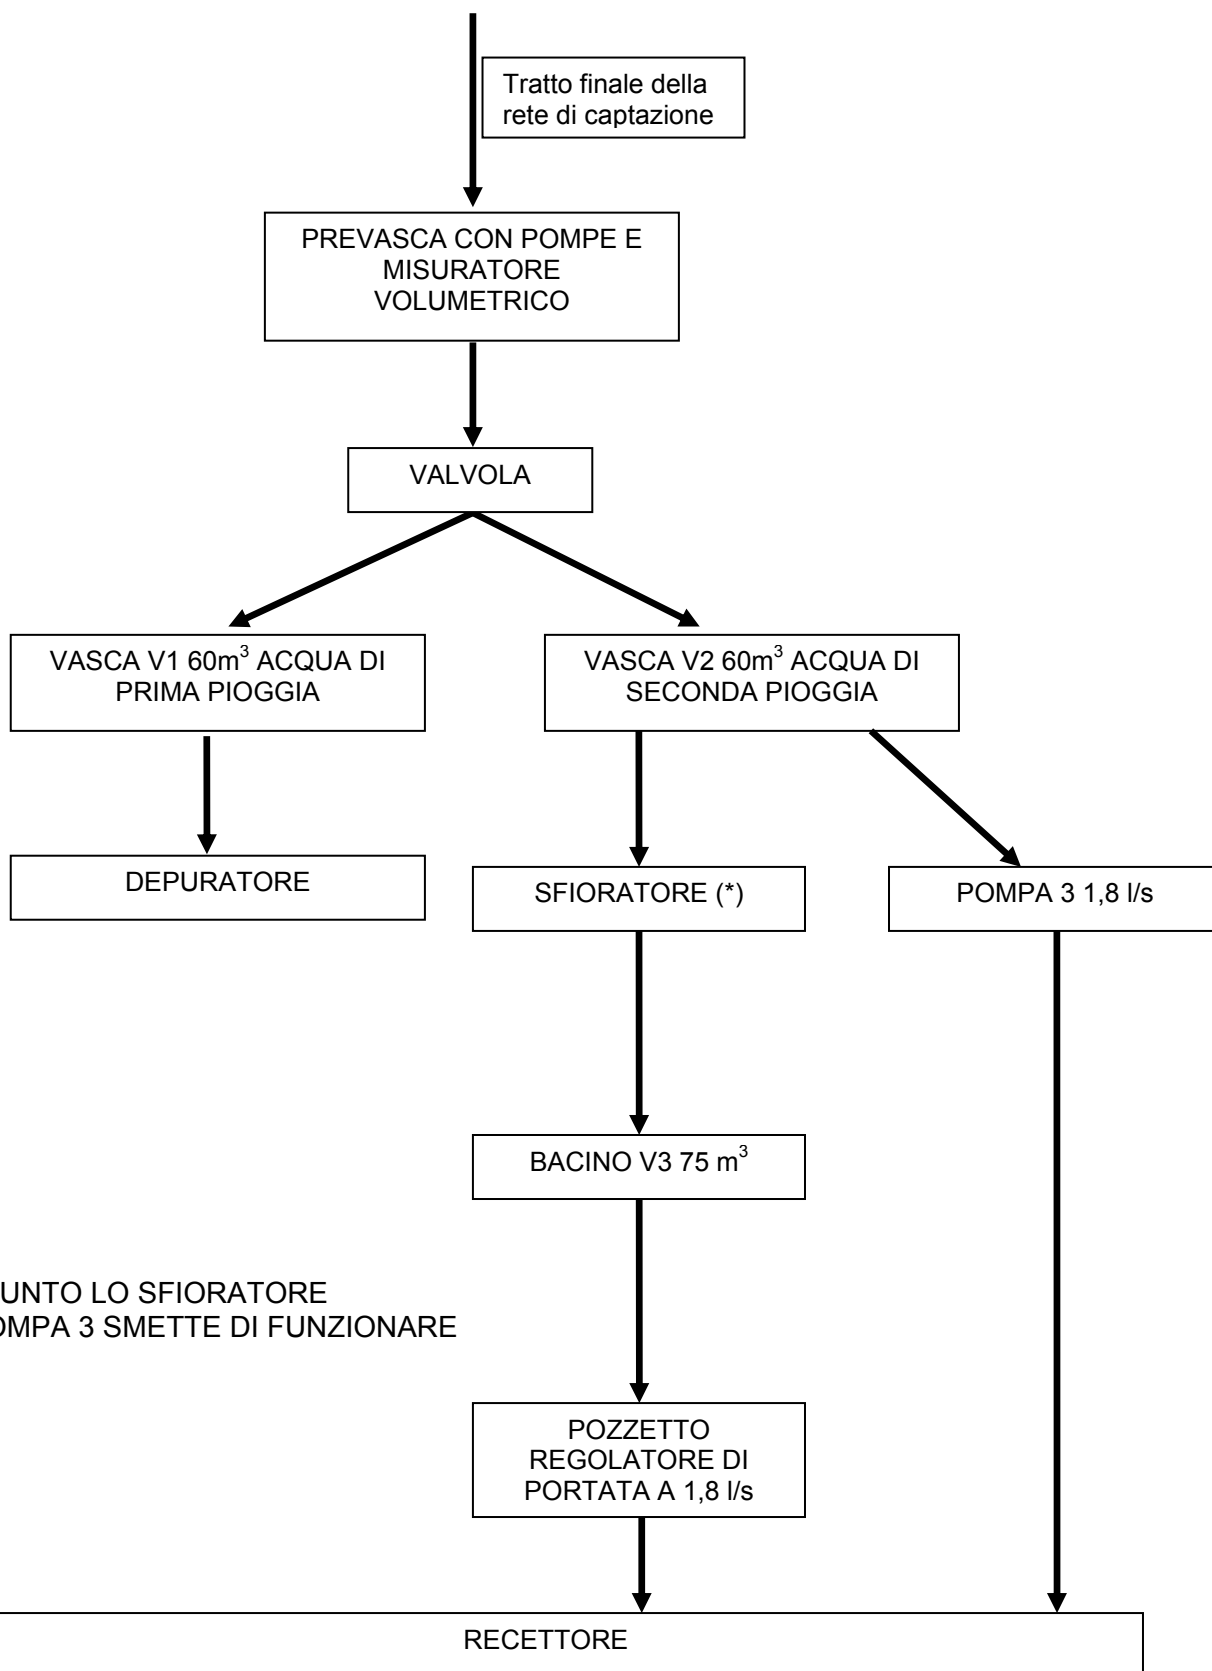 Tratto finale della
rete di captazione
PREVASCA CON POMPE E
MISURATORE
VOLUMETRICO
VALVOLA
VASCA V1 60m³ ACQUA DI
PRIMA PIOGGIA
VASCA V2 60m³ ACQUA DI
SECONDA PIOGGIA
DEPURATORE
SFIORATORE (*)
POMPA 3 1,8 l/s
BACINO V3 75 m³
UNTO LO SFIORATORE
OMPA 3 SMETTE DI FUNZIONARE
POZZETTO
REGOLATORE DI
PORTATA A 1,8 l/s
RECETTORE